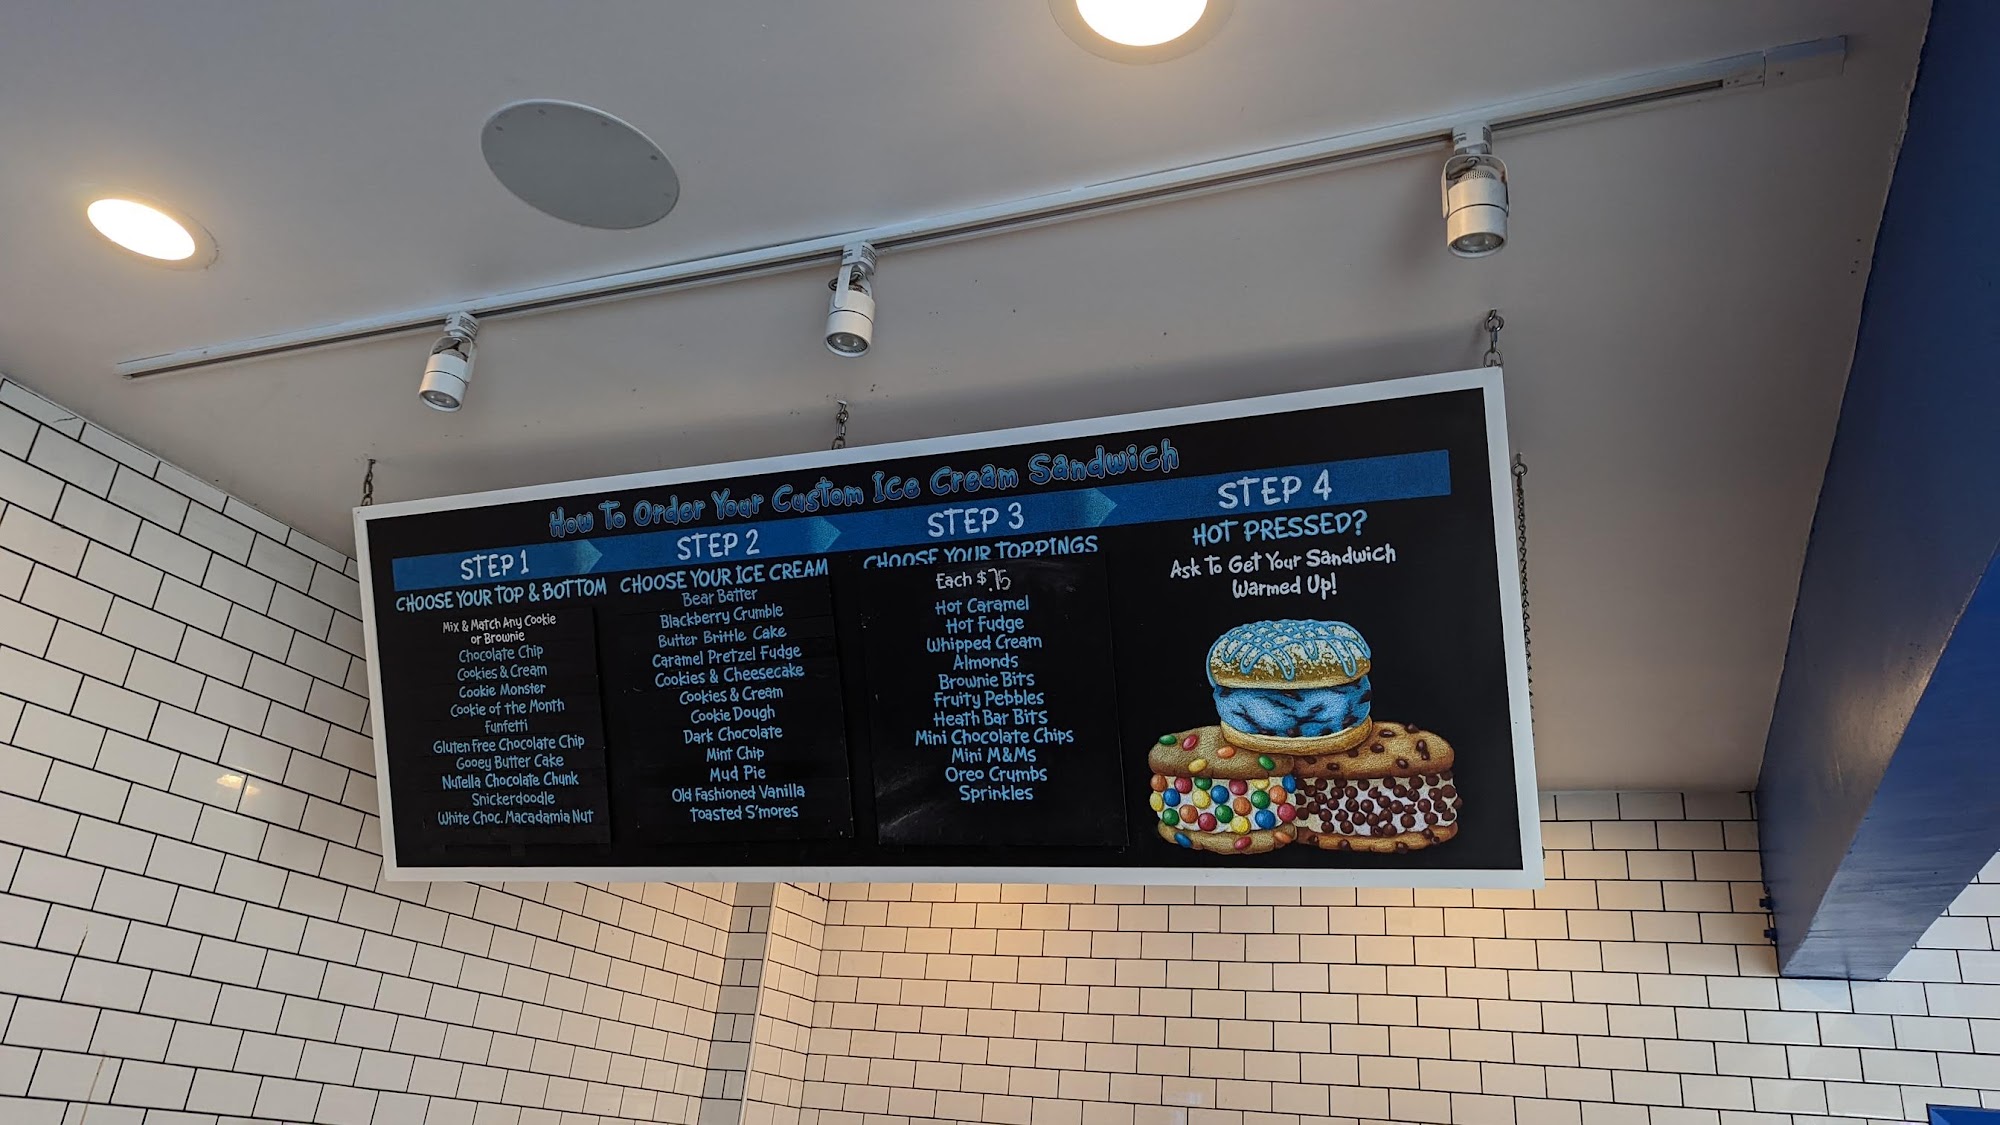 How To Order Your Custom Ice Cream Sandwich
STEP 1
CHOOSE YOUR TOP & BOTTOM
Mix & Match Any Cookie
or Brownie
Chocolate Chip
Cookies & Cream
Cookie Monster
Cookie of the Month
Funfetti
Gluten Free Chocolate Chip
Gooey Butter Cake
Nutella Chocolate Chunk
Snickerdoodle
White Choc. Macadamia Nut
STEP 2
CHOOSE YOUR ICE CREAM
Bear Batter
Blackberry Crumble
Butter Brittle Cake
Caramel Pretzel Fudge
Cookies & Cheesecake
Cookies & Cream
Cookie Dough
Dark Chocolate
Mint Chip
Mud Pie
Old Fashioned Vanilla
Toasted S'mores
STEP 3
CHOOSE YOUR TOPPINGS
Each $.75
Hot Caramel
Hot Fudge
Whipped Cream
Almonds
Brownie Bits
Fruity Pebbles
Heath Bar Bits
Mini Chocolate Chips
Mini M&Ms
Oreo Crumbs
Sprinkles
STEP 4
HOT PRESSED?
Ask To Get Your Sandwich
Warmed Up!